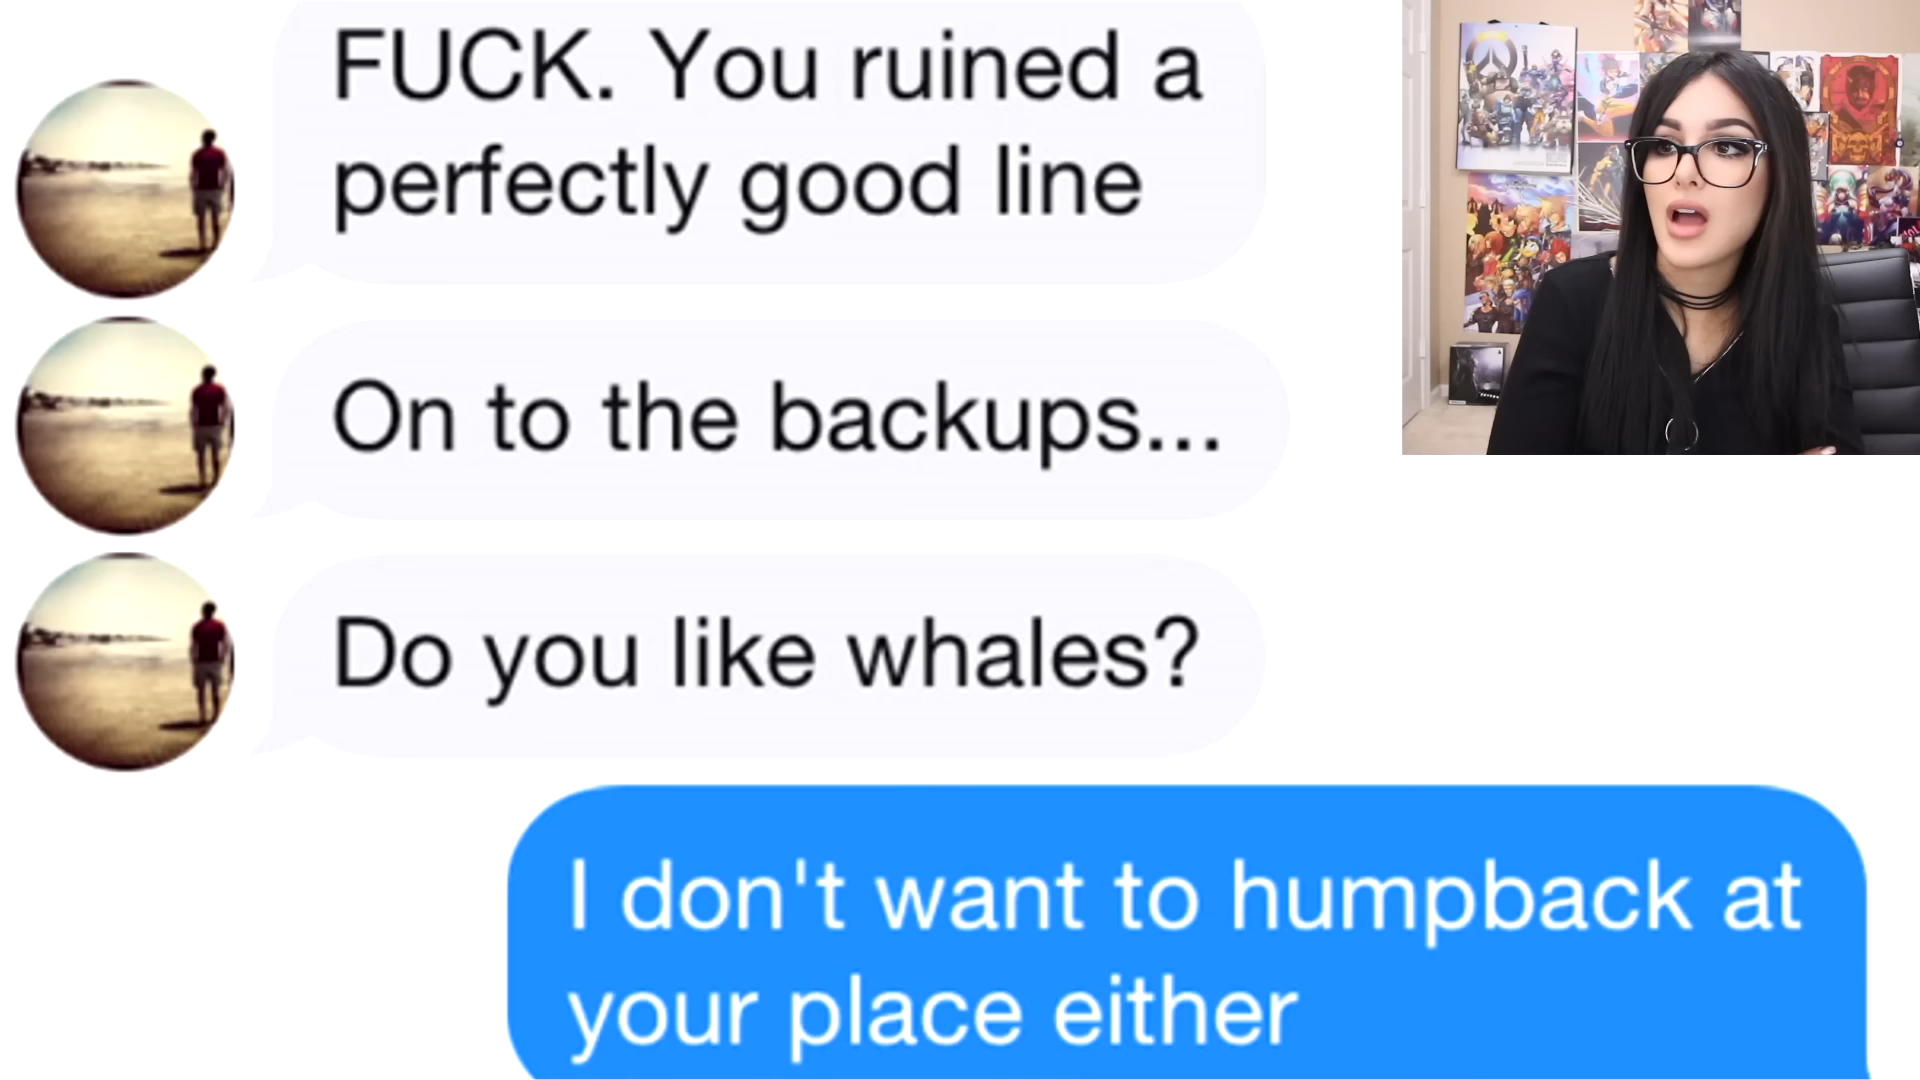 FUCK. You ruined a
perfectly good line
On to the backups...
Do you like whales?
I don't want to humpback at
your place either